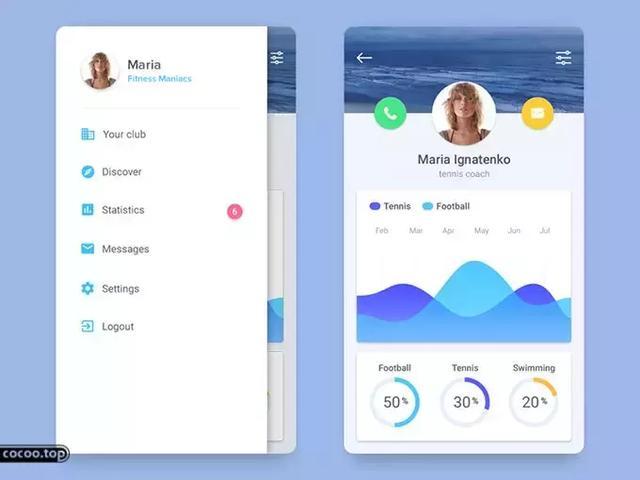 Maria
Fitness Maniacs
Your club
Discover
Statistics
6
Messages
Settings
Logout
Maria Ignatenko
tennis coach
Tennis Football
Feb Mar Apr May Jun Jul
Football Tennis Swimming
50% 30% 20%
cocoo.top